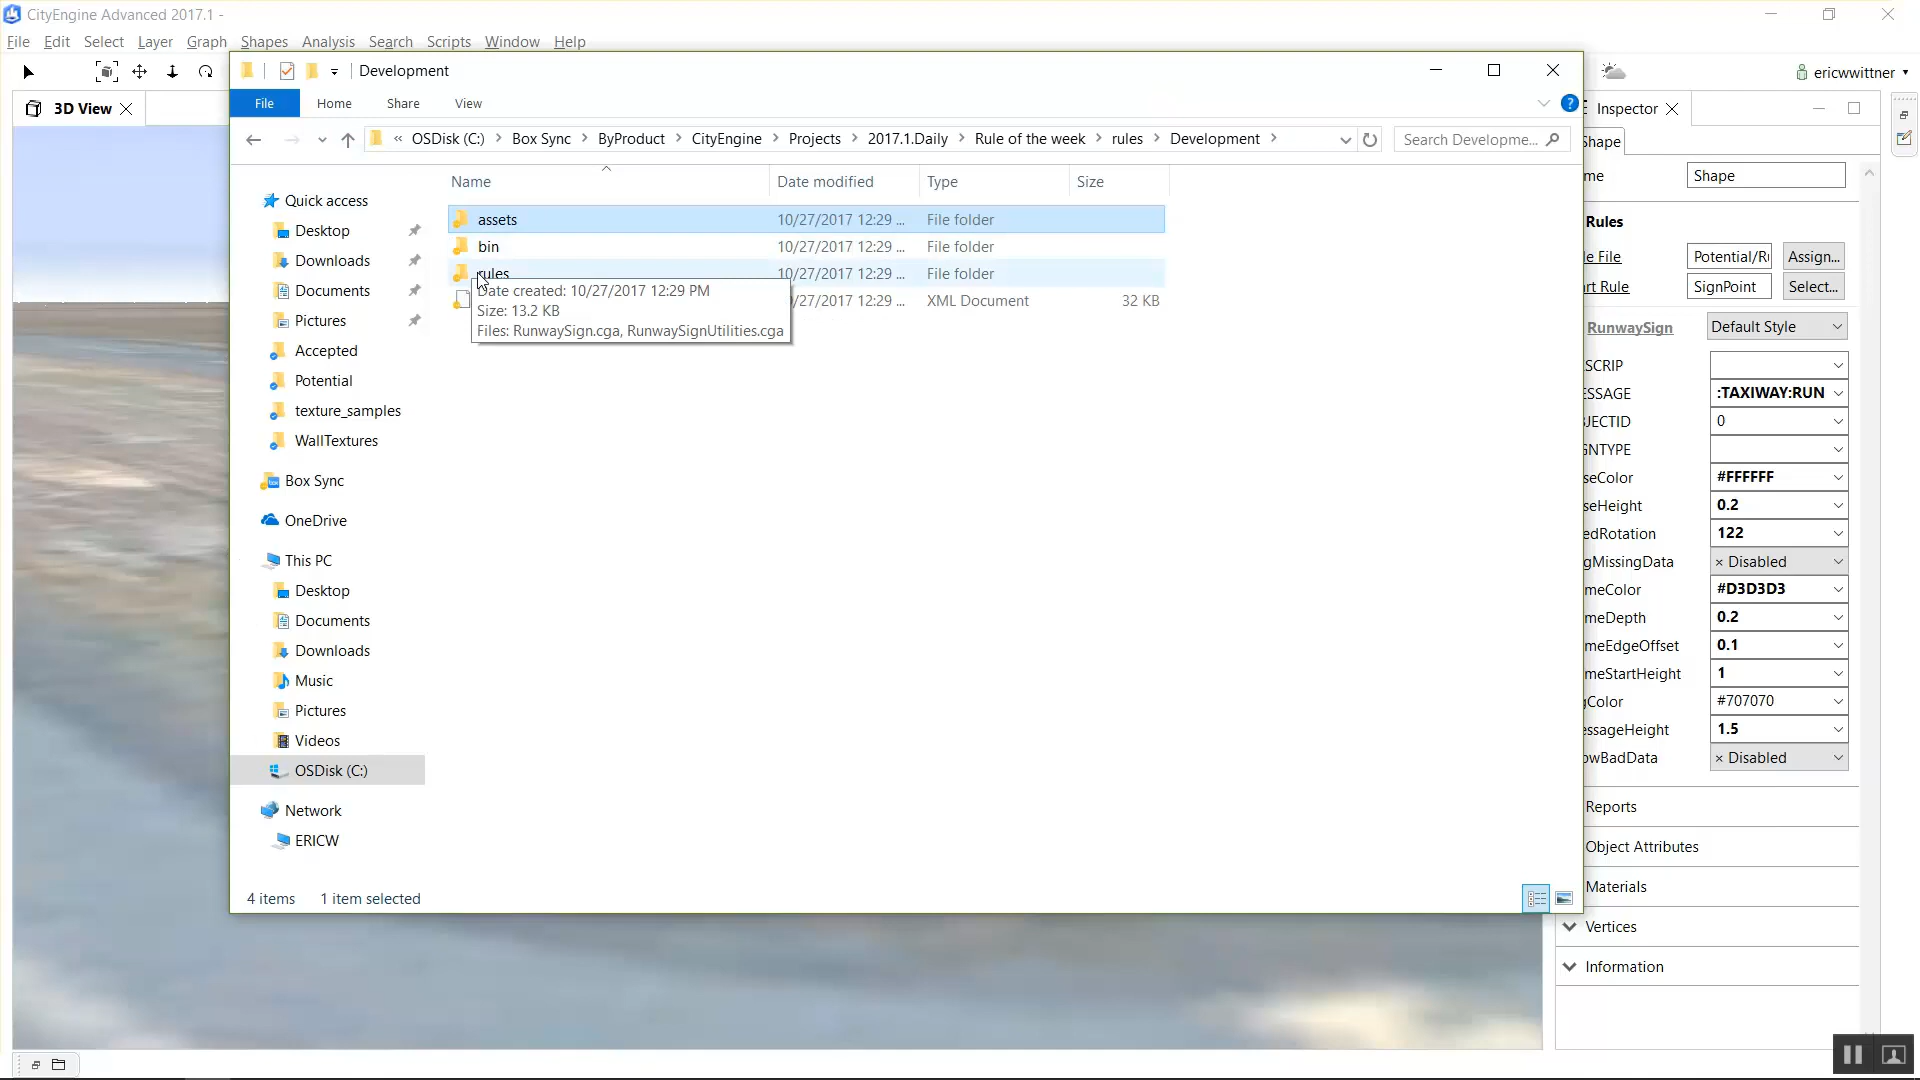 CityEngine Advanced 2017.1 -
File Edit Select Layer Graph Shapes Analysis Search Scripts Window Help
Development
ericwwittner
3D View
File Home Share View
Inspector
« OSDisk (C:) Box Sync ByProduct CityEngine Projects 2017.1.Daily Rule of the week rules Development
Search Developme...
Shape
me Shape
Name Date modified Type Size
Quick access
Desktop
Downloads
Documents
Pictures
Accepted
Potential
texture_samples
WallTextures
Box Sync
OneDrive
This PC
Desktop
Documents
Downloads
Music
Pictures
Videos
OSDisk (C:)
Network
ERICW
assets 10/27/2017 12:29 ... File folder
bin 10/27/2017 12:29 ... File folder
rules 10/27/2017 12:29 ... File folder
/27/2017 12:29 ... XML Document 32 KB
Date created: 10/27/2017 12:29 PM
Size: 13.2 KB
Files: RunwaySign.cga, RunwaySignUtilities.cga
4 items 1 item selected
Rules
le File Potential/Ru Assign...
rt Rule SignPoint Select...
RunwaySign Default Style
SCRIP
ESSAGE :TAXIWAY:RUN
JECTID 0
GNTYPE
seColor #FFFFFF
seHeight 0.2
edRotation 122
gMissingData × Disabled
meColor #D3D3D3
meDepth 0.2
meEdgeOffset 0.1
meStartHeight 1
gColor #707070
essageHeight 1.5
owBadData × Disabled
Reports
Object Attributes
Materials
Vertices
Information